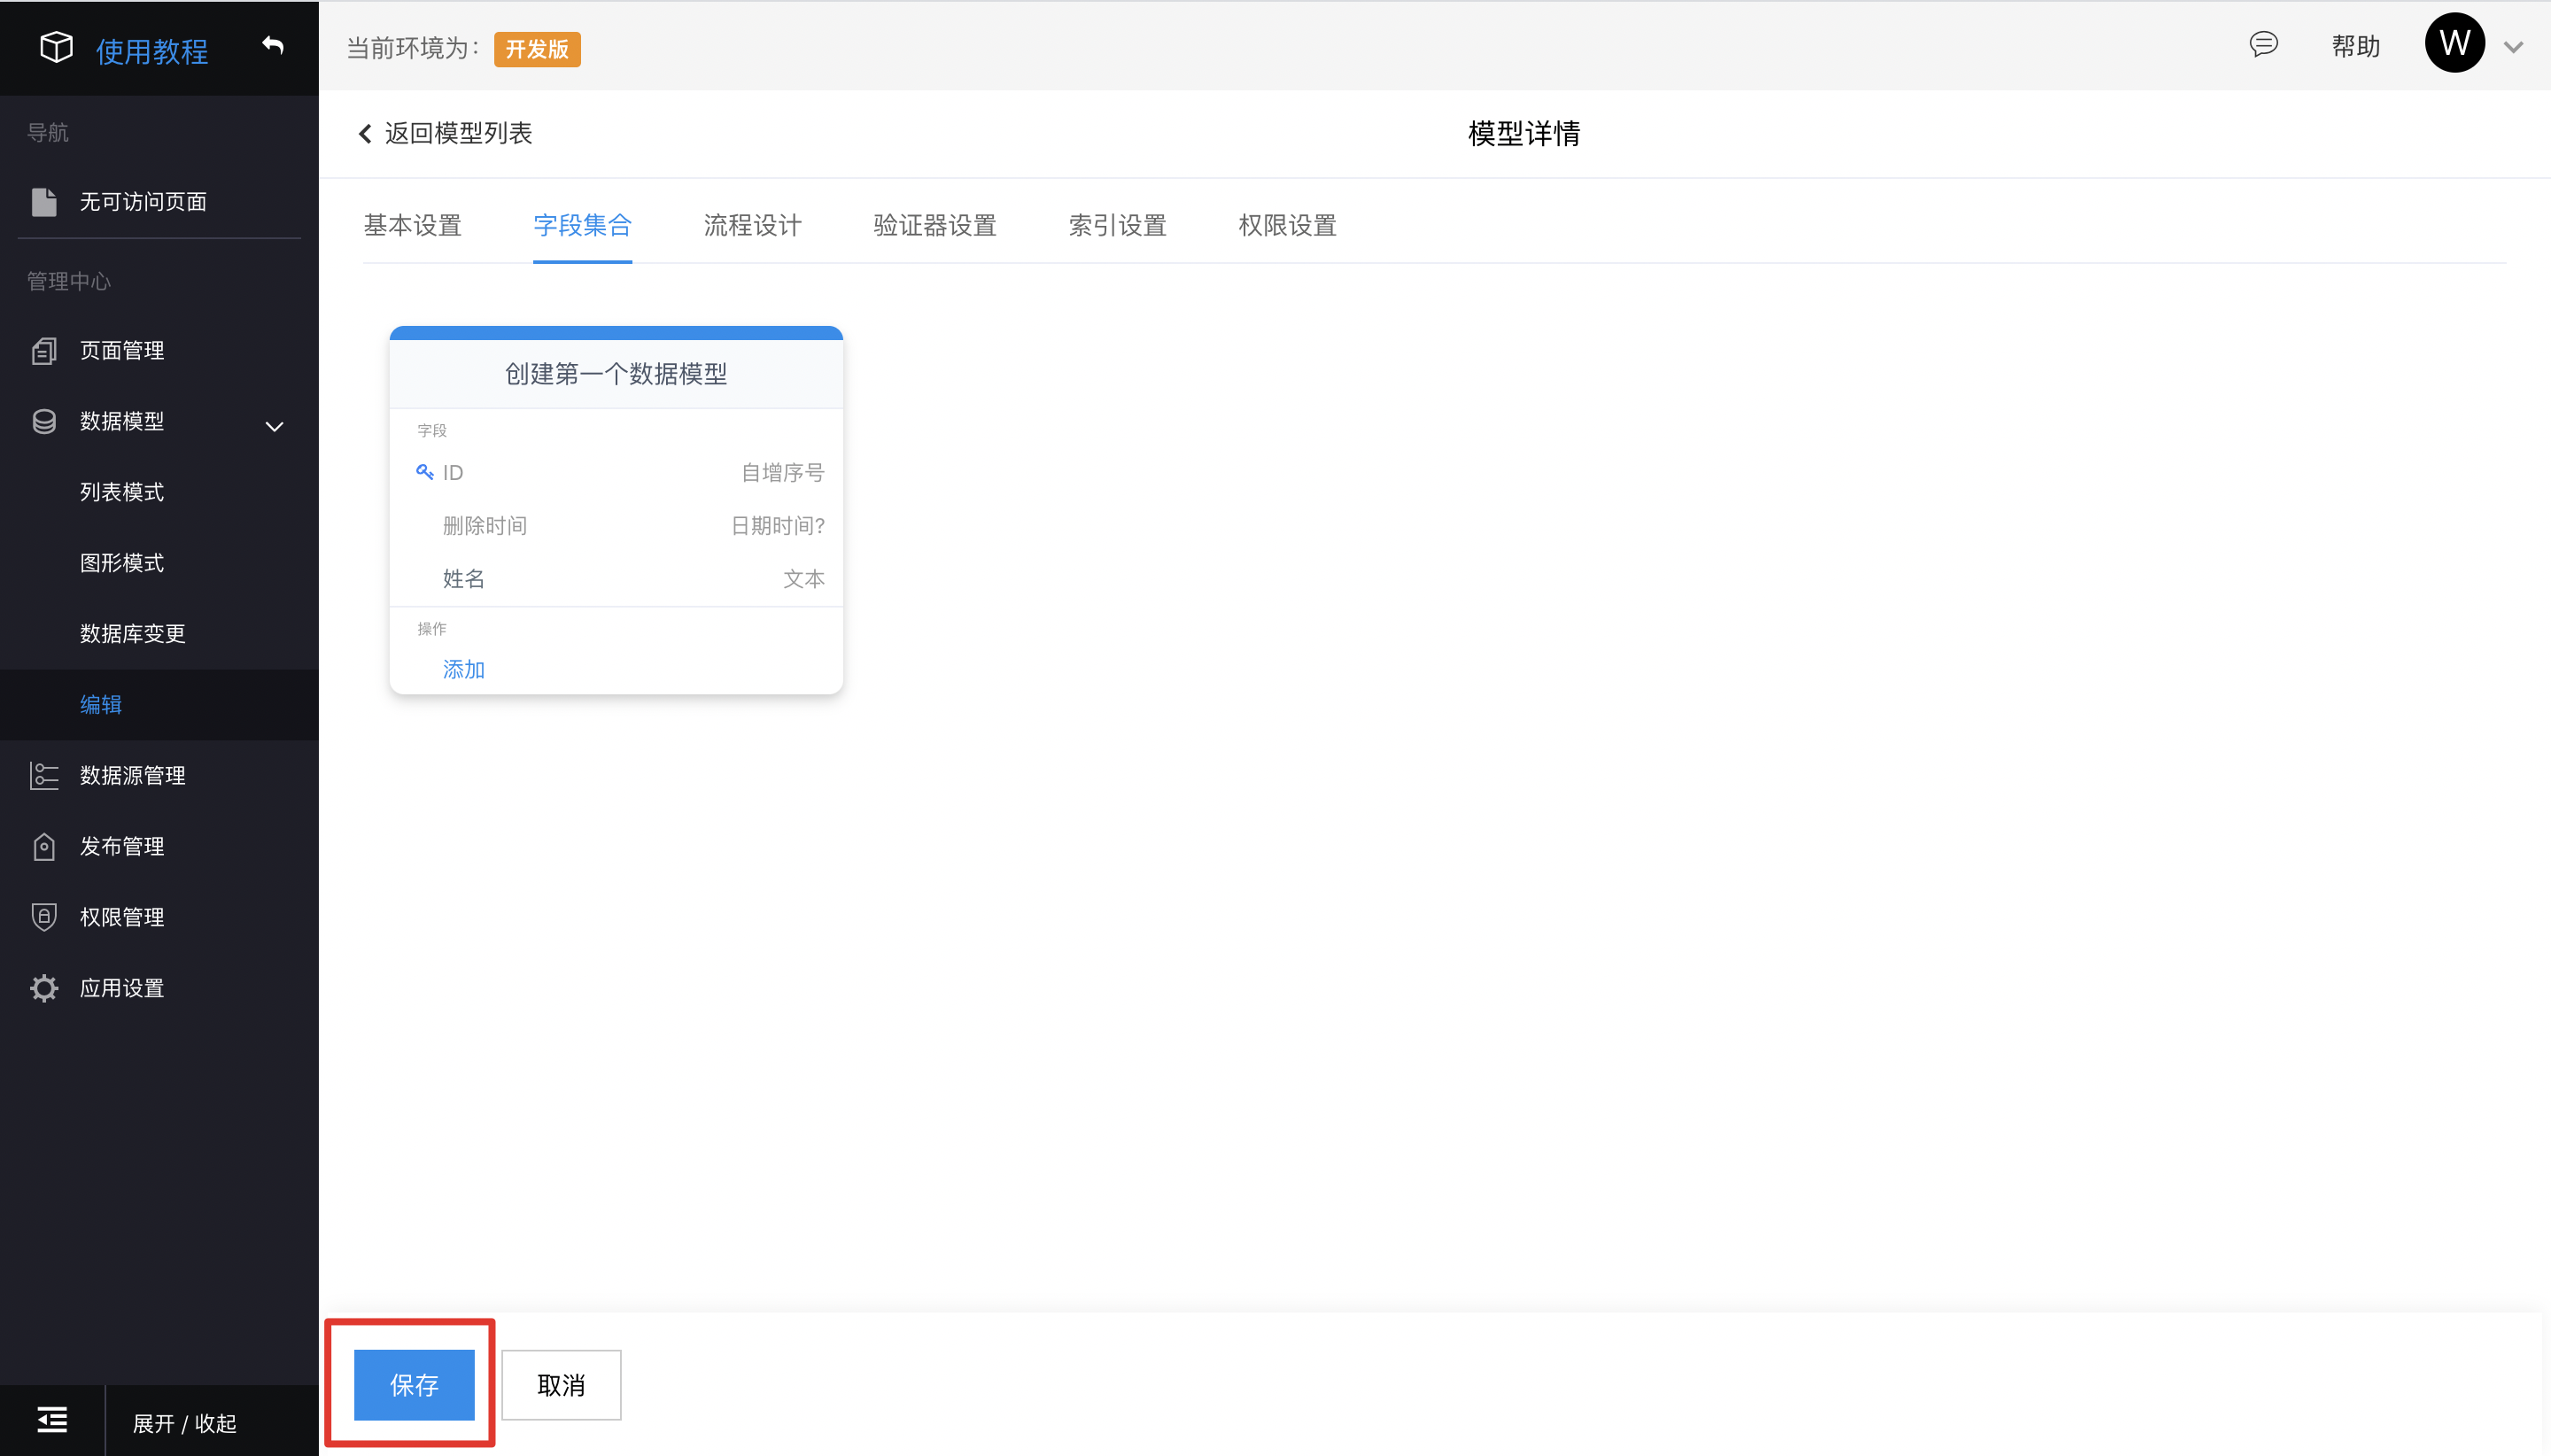 使用教程
导航
无可访问页面
管理中心
页面管理
数据模型
列表模式
图形模式
数据库变更
编辑
数据源管理
发布管理
权限管理
应用设置
展开 / 收起
当前环境为： 开发版
帮助 W
返回模型列表 模型详情
基本设置 字段集合 流程设计 验证器设置 索引设置 权限设置
创建第一个数据模型
字段
ID 自增序号
删除时间 日期时间?
姓名 文本
操作
添加
保存 取消